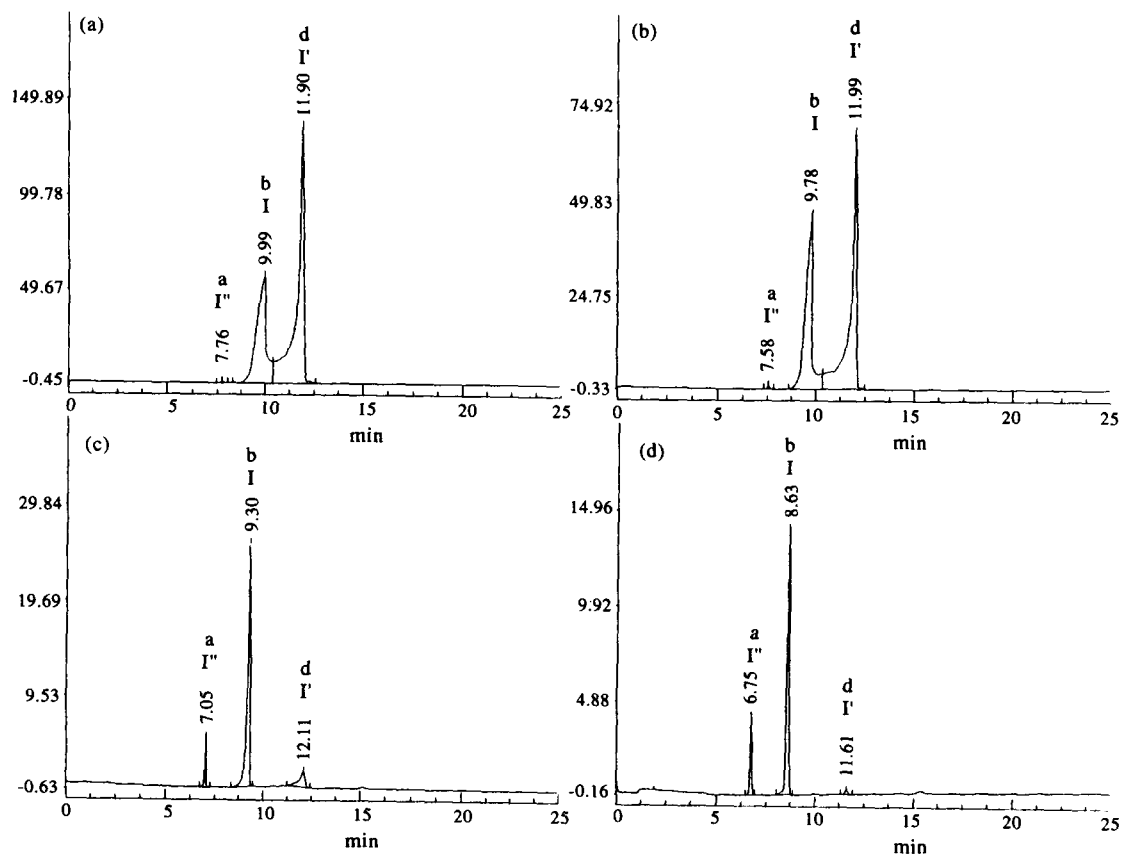 (a)
149.89
99.78
49.67
-0.45
a
I"
7.76
b
I
9.99
d
I'
11.90
0 5 10 15 20 25
min
(b)
74.92
49.83
24.75
-0.33
a
I"
7.58
b
I
9.78
d
I'
11.99
0 5 10 15 20 25
min
(c)
29.84
19.69
9.53
-0.63
a
I"
7.05
b
I
9.30
d
I'
12.11
0 5 10 15 20 25
min
(d)
14.96
9.92
4.88
-0.16
a
I"
6.75
b
I
8.63
d
I'
11.61
0 5 10 15 20 25
min